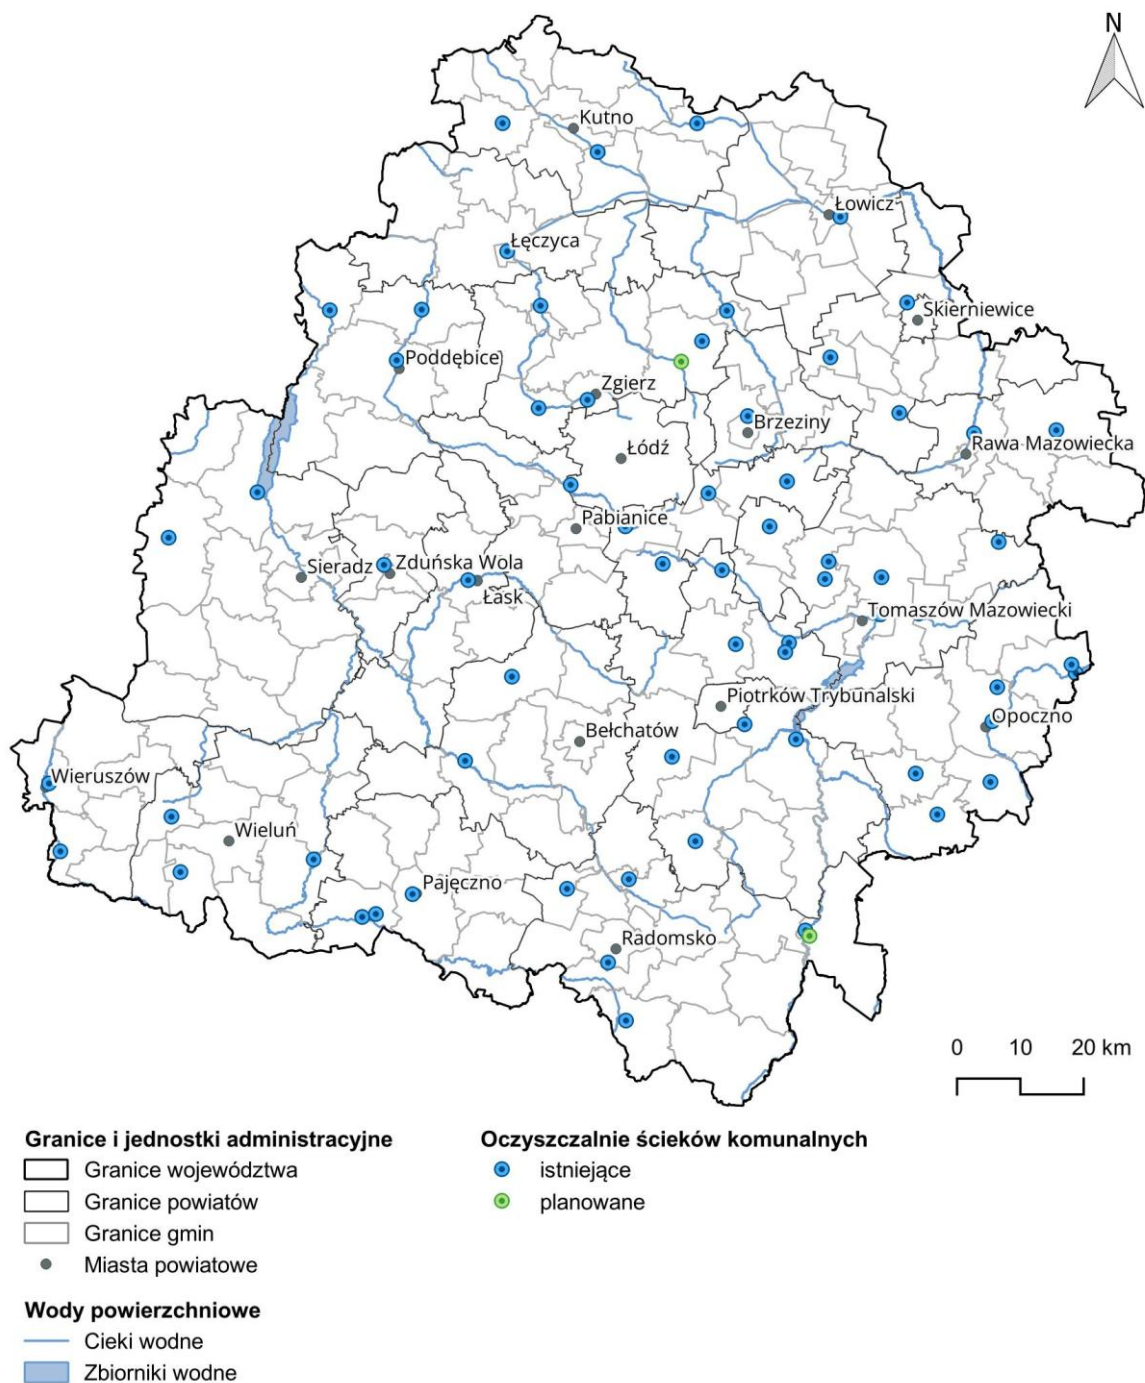 N
Kutno
Łowicz
Łęczyca
Skierniewice
Poddębice
Zgierz
Brzeziny
Rawa Mazowiecka
Łódź
Pabianice
Sieradz
Zduńska Wola
Łask
Tomaszów Mazowiecki
Piotrków Trybunalski
Opoczno
Bełchatów
Wieruszów
Wieluń
Pajęczno
Radomsko
0 10 20 km
Granice i jednostki administracyjne
Granice województwa
Granice powiatów
Granice gmin
Miasta powiatowe
Wody powierzchniowe
Cieki wodne
Zbiorniki wodne
Oczyszczalnie ścieków komunalnych
istniejące
planowane